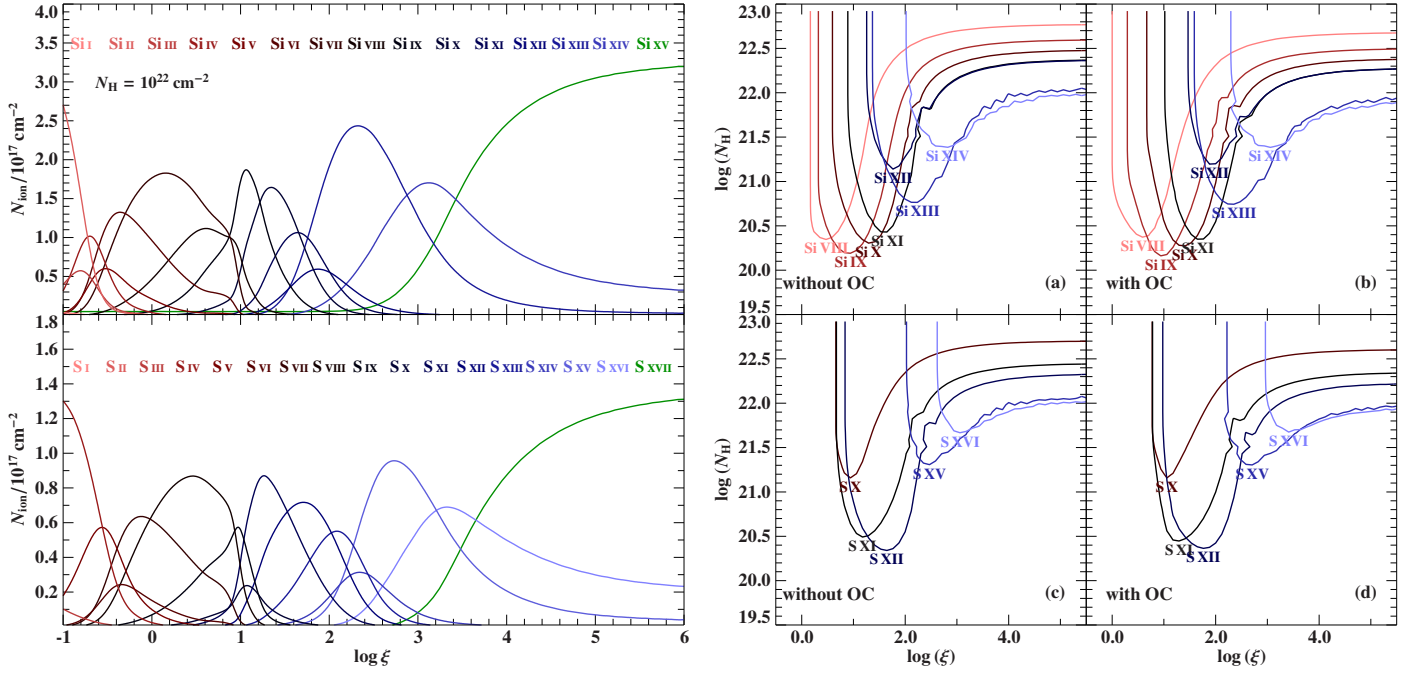 4.0
3.5
3.0
2.5
2.0
1.5
1.0
0.5
N_ion/10^17 cm^−2
Si I Si II Si III Si IV Si V Si VI Si VII Si VIII Si IX Si X Si XI Si XII Si XIII Si XIV Si XV
N_H = 10^22 cm^−2
1.8
1.6
1.4
1.2
1.0
0.8
0.6
0.4
0.2
N_ion/10^17 cm^−2
S I S II S III S IV S V S VI S VII S VIII S IX S X S XI S XII S XIII S XIV S XV S XVI S XVII
-1 0 1 2 3 4 5 6
log ξ
23.0
22.5
22.0
21.5
21.0
20.5
20.0
19.5
log (N_H)
Si XIV
Si XII
Si XIII
Si VIII
Si XI
Si X
Si IX
without OC
(a)
Si XIV
Si XII
Si XIII
Si VIII
Si XI
Si X
Si IX
with OC
(b)
23.0
22.5
22.0
21.5
21.0
20.5
20.0
19.5
log (N_H)
S XVI
S XV
S X
S XI
S XII
without OC
(c)
0.0 2.0 4.0
log (ξ)
S XVI
S XV
S X
S XI
S XII
with OC
(d)
0.0 2.0 4.0
log (ξ)